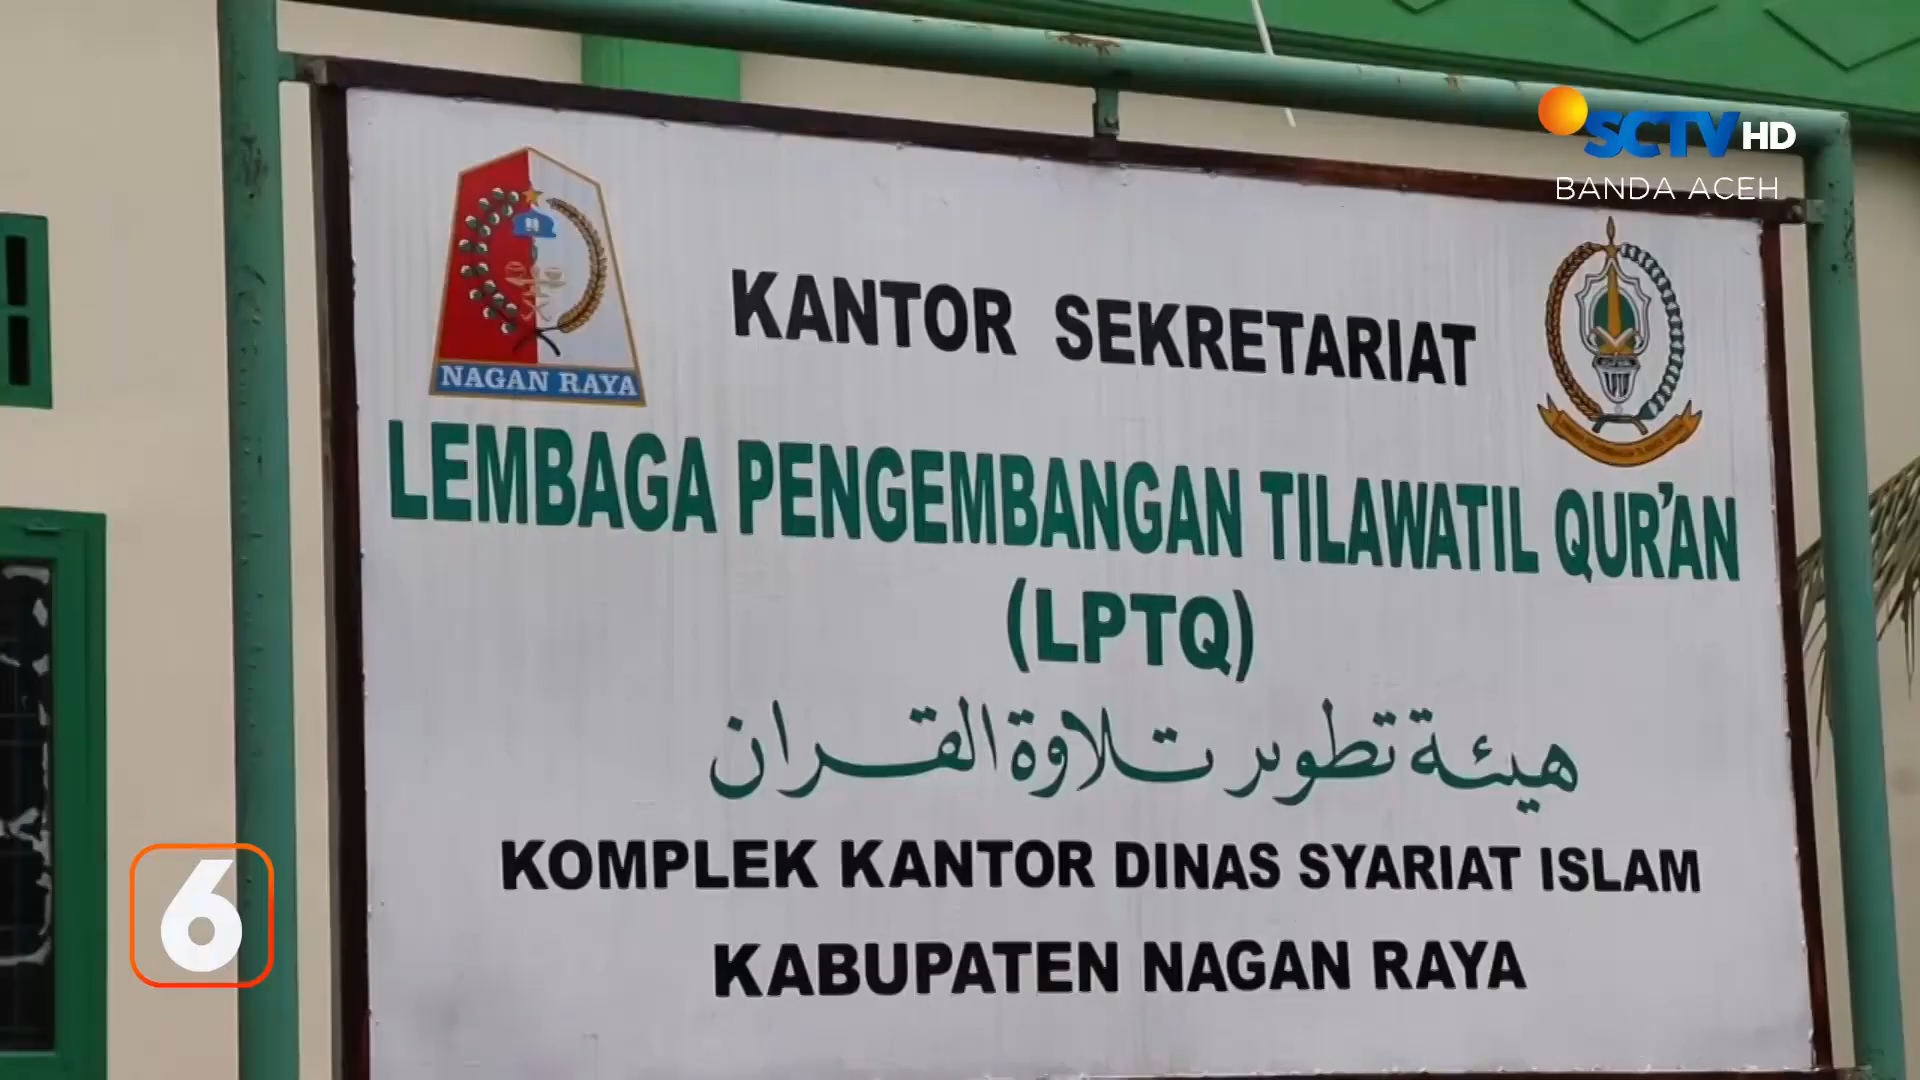 SCTV HD
BANDA ACEH
NAGAN RAYA
KANTOR SEKRETARIAT
LEMBAGA PENGEMBANGAN TILAWATIL QUR'AN
(LPTQ)
هيئة تطوير تلاوة القران
KOMPLEK KANTOR DINAS SYARIAT ISLAM
KABUPATEN NAGAN RAYA
6